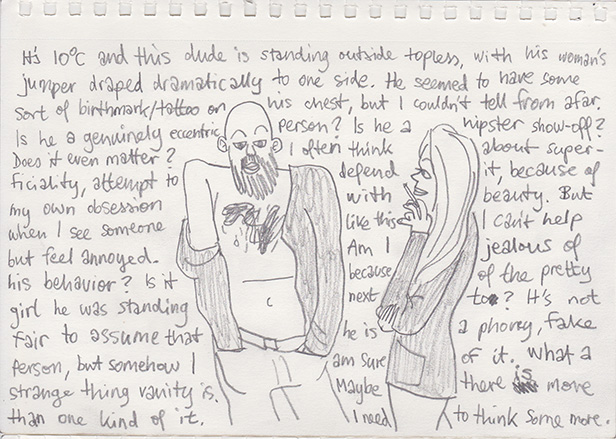 It's 10°C and this dude is standing outside topless, with his woman's
jumper draped dramatically to one side. He seemed to have some
sort of birthmark/tattoo on his chest, but I couldn't tell from afar.
Is he a genuinely eccentric person? Is he a hipster show-off?
Does it even matter? I often think about super-
ficiality, attempt to defend it, because of
my own obsession with beauty. But
when I see someone like this I can't help
but feel annoyed. Am I jealous of
his behavior? Is it because of the pretty
girl he was standing next to? It's not
fair to assume that he is a phony, fake
person, but somehow I am sure of it. What a
strange thing vanity is. Maybe there is more
than one kind of it. I need to think some more.